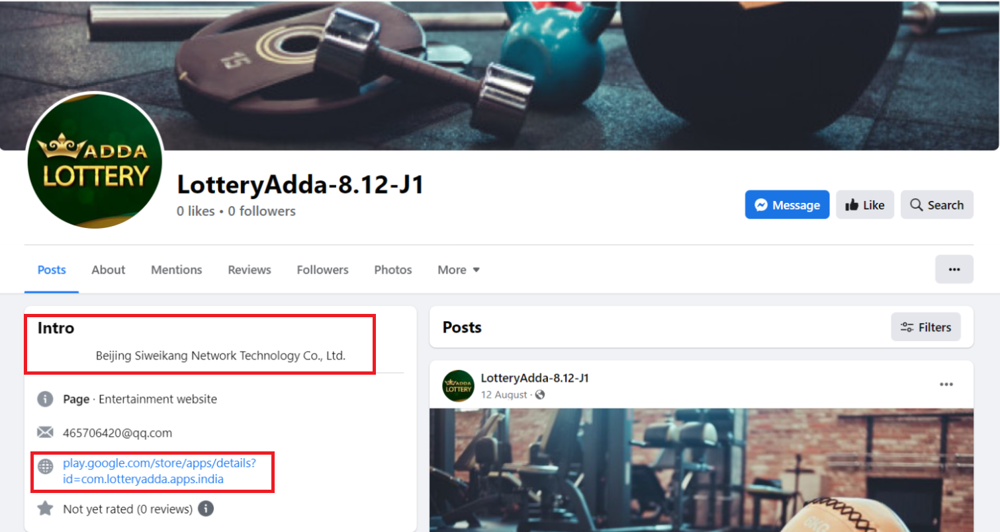 15
ADDA
LOTTERY
LotteryAdda-8.12-J1
0 likes • 0 followers
Message
Like
Search
Posts
About
Mentions
Reviews
Followers
Photos
More
Intro
Beijing Siweikang Network Technology Co., Ltd.
Page · Entertainment website
465706420@qq.com
play.google.com/store/apps/details?
id=com.lotteryadda.apps.india
Not yet rated (0 reviews)
Posts
Filters
ADDA
LOTTERY
LotteryAdda-8.12-J1
12 August ·
6KG